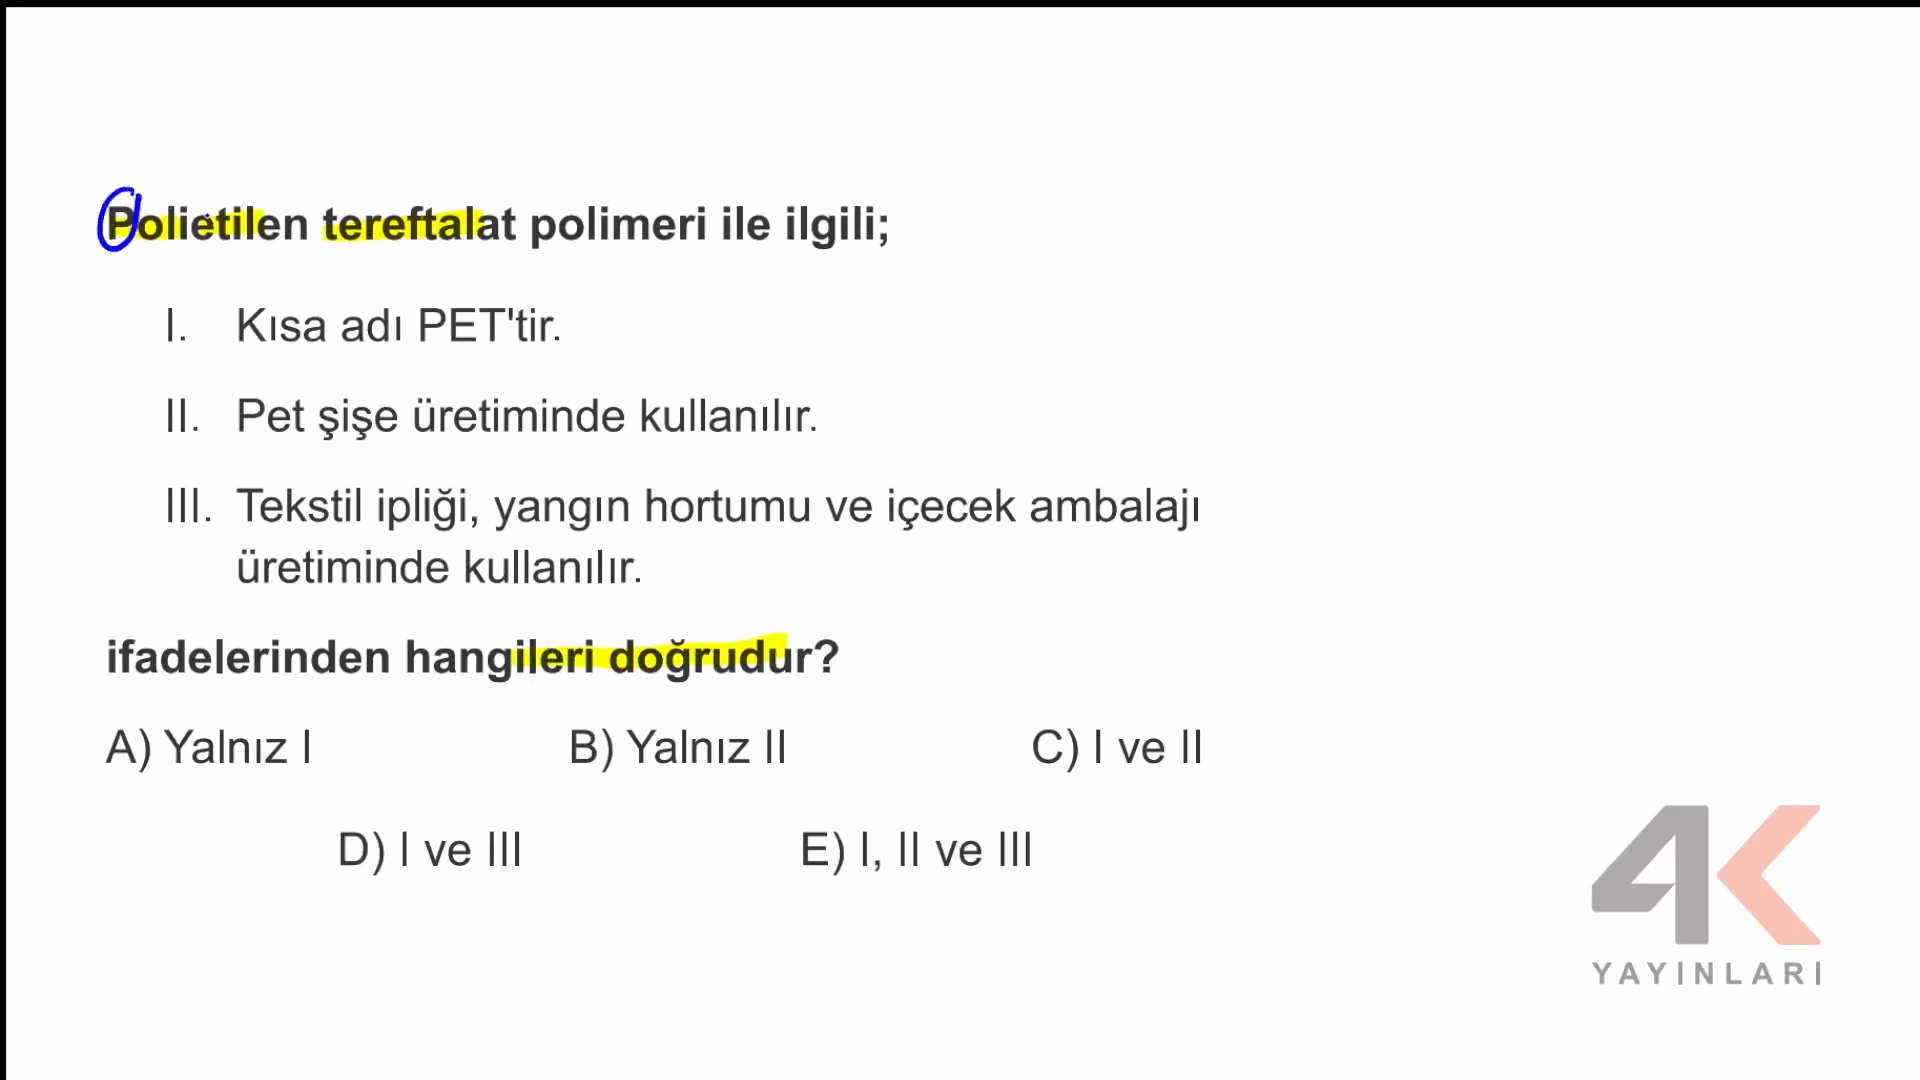 Polietilen tereftalat polimeri ile ilgili;
I. Kısa adı PET'tir.
II. Pet şişe üretiminde kullanılır.
III. Tekstil ipliği, yangın hortumu ve içecek ambalajı
üretiminde kullanılır.
ifadelerinden hangileri doğrudur?
A) Yalnız I B) Yalnız II C) I ve II
D) I ve III E) I, II ve III
4K
YAYINLARI